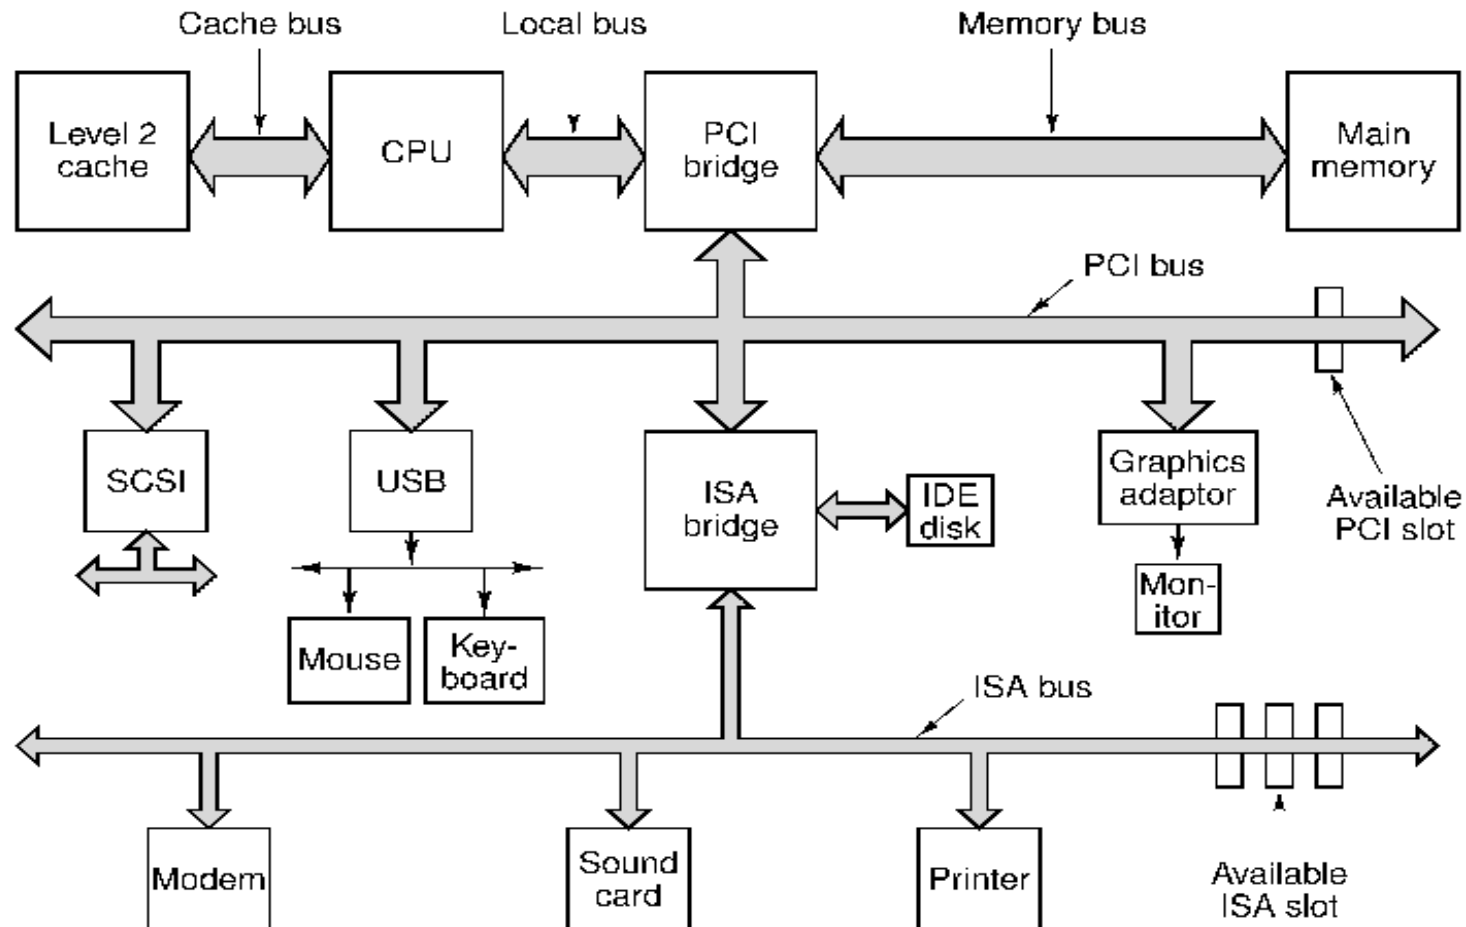 Cache bus
Local bus
Memory bus
Level 2
cache
CPU
PCI
bridge
Main
memory
PCI bus
SCSI
USB
ISA
bridge
IDE
disk
Graphics
adaptor
Available
PCI slot
Mon-
itor
Mouse
Key-
board
ISA bus
Modem
Sound
card
Printer
Available
ISA slot